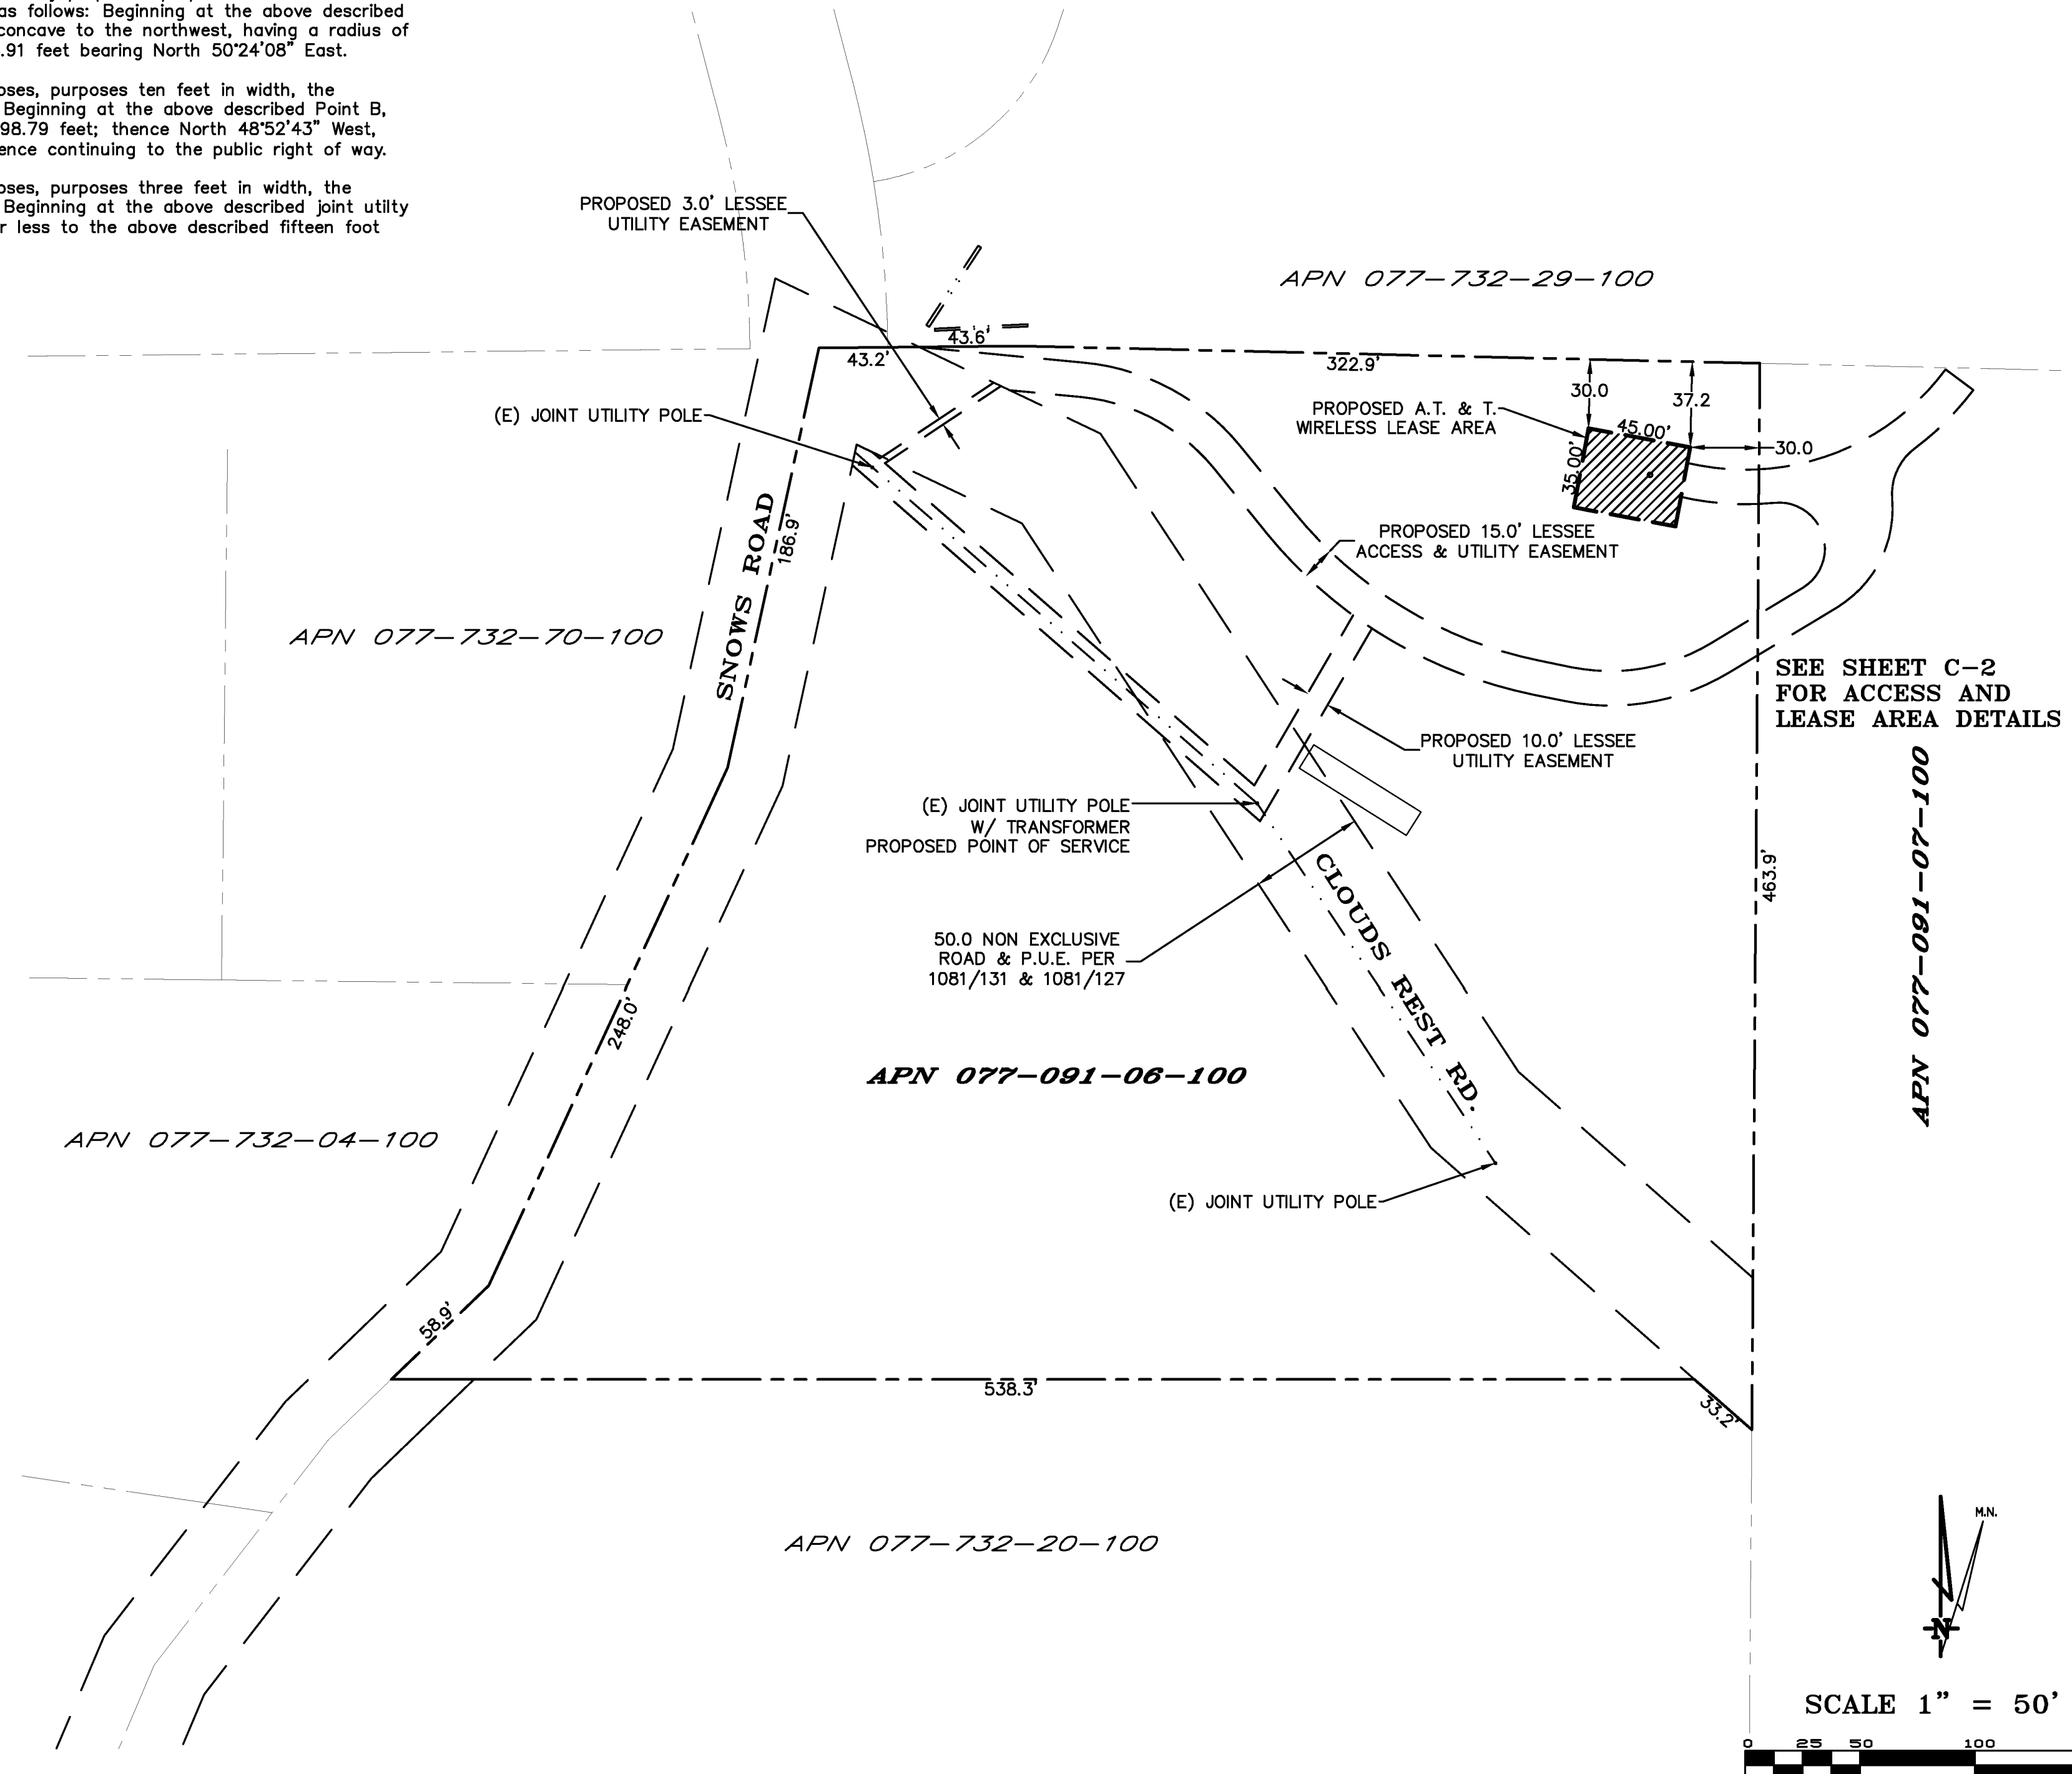 as follows: Beginning at the above described
concave to the northwest, having a radius of
.91 feet bearing North 50°24'08" East.
oses, purposes ten feet in width, the
Beginning at the above described Point B,
98.79 feet; thence North 48°52'43" West,
ence continuing to the public right of way.
oses, purposes three feet in width, the
Beginning at the above described joint utilty
r less to the above described fifteen foot
PROPOSED 3.0' LESSEE
UTILITY EASEMENT
APN 077-732-29-100
43.6'
43.2'
322.9'
30.0
37.2
(E) JOINT UTILITY POLE
PROPOSED A.T. & T.
WIRELESS LEASE AREA
45.00'
30.0
35.00'
SNOWS ROAD
186.9'
PROPOSED 15.0' LESSEE
ACCESS & UTILITY EASEMENT
APN 077-732-70-100
SEE SHEET C-2
FOR ACCESS AND
LEASE AREA DETAILS
PROPOSED 10.0' LESSEE
UTILITY EASEMENT
(E) JOINT UTILITY POLE
W/ TRANSFORMER
PROPOSED POINT OF SERVICE
CLOUDS REST RD.
463.9'
APN 077-091-07-100
50.0 NON EXCLUSIVE
ROAD & P.U.E. PER
1081/131 & 1081/127
248.0'
APN 077-091-06-100
APN 077-732-04-100
(E) JOINT UTILITY POLE
58.9'
538.3'
33.2'
APN 077-732-20-100
M.N.
N
SCALE 1" = 50'
0 25 50 100